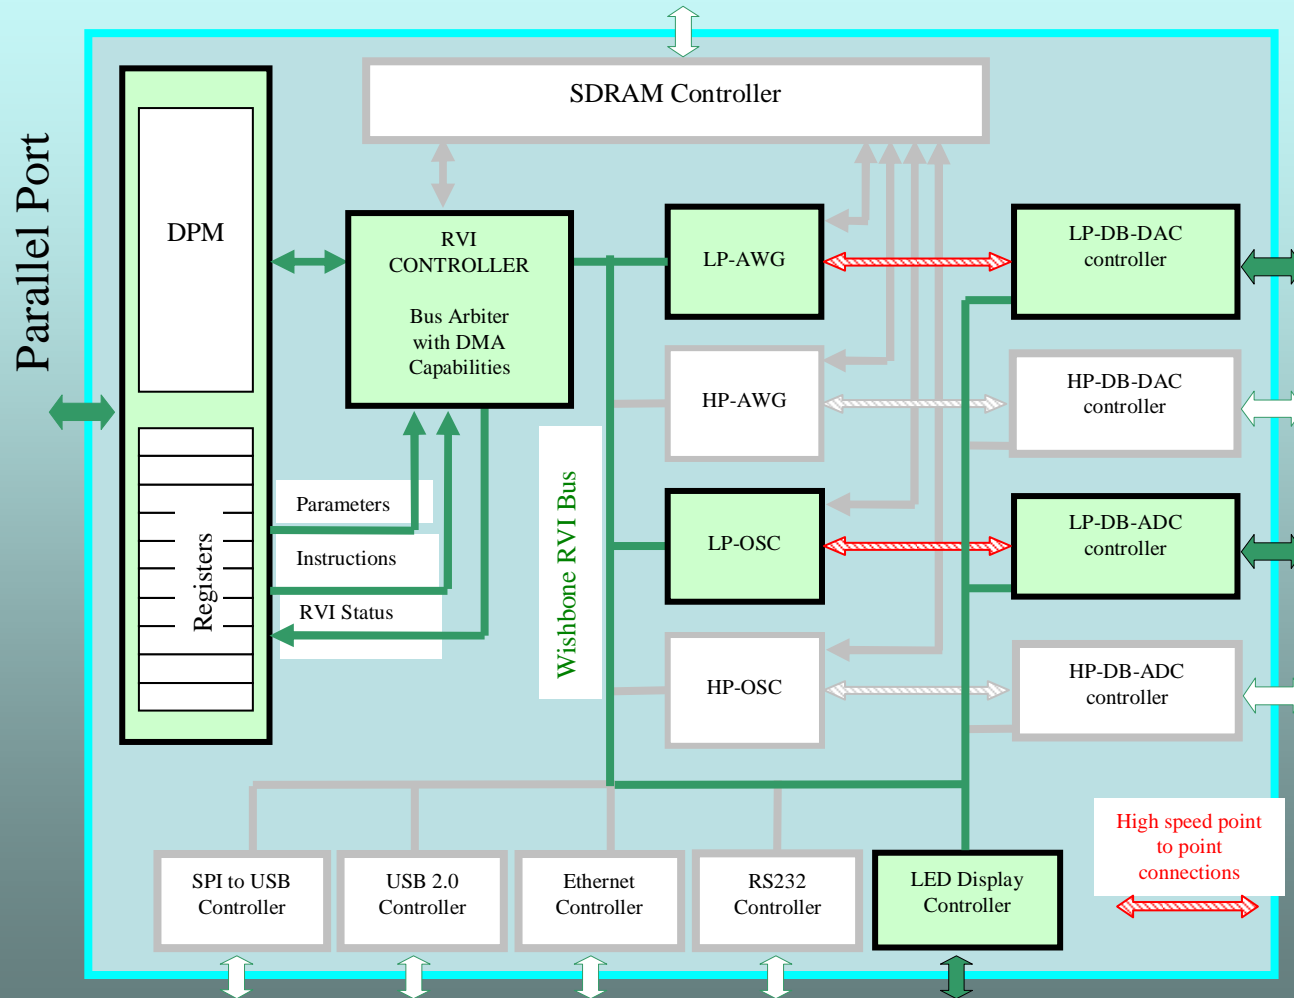 Parallel Port
SDRAM Controller
DPM
RVI
CONTROLLER
Bus Arbiter
with DMA
Capabilities
LP-AWG
LP-DB-DAC
controller
HP-AWG
HP-DB-DAC
controller
Registers
Parameters
Instructions
RVI Status
Wishbone RVI Bus
LP-OSC
LP-DB-ADC
controller
HP-OSC
HP-DB-ADC
controller
High speed point
to point
connections
SPI to USB
Controller
USB 2.0
Controller
Ethernet
Controller
RS232
Controller
LED Display
Controller